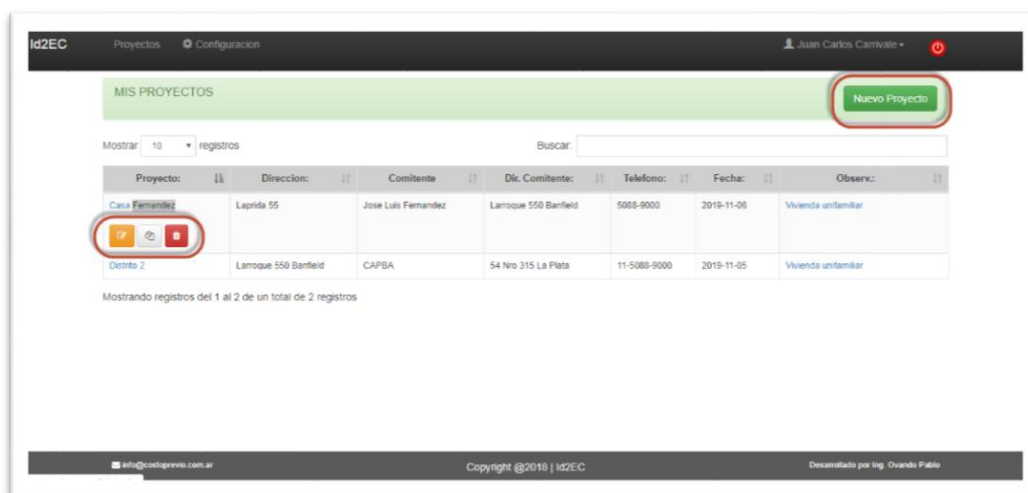 Id2EC Proyectos Configuracion Juan Carlos Carrivale
MIS PROYECTOS Nuevo Proyecto
Mostrar 10 registros Buscar:
Proyecto: Direccion: Comitente Dir. Comitente: Telefono: Fecha: Observ.:
Casa Fernandez Laprida 55 Jose Luis Fernandez Larroque 550 Banfield 5088-9000 2019-11-06 Vivienda unifamiliar
Distrito 2 Larroque 550 Banfield CAPBA 54 Nro 315 La Plata 11-5088-9000 2019-11-05 Vivienda unifamiliar
Mostrando registros del 1 al 2 de un total de 2 registros
info@costoprevio.com.ar Copyright @2018 | Id2EC Desarrollado por Ing. Ovando Pablo